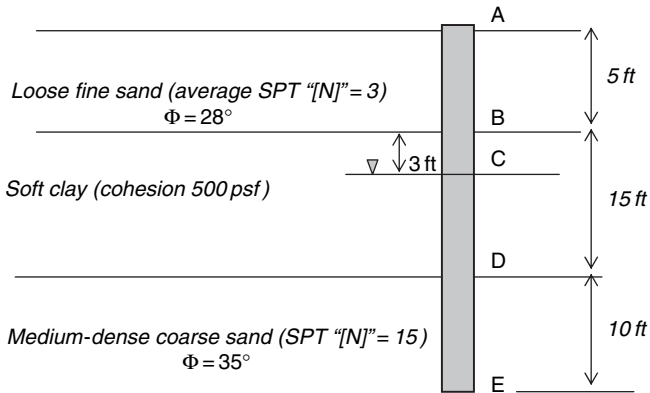 A
5 ft
Loose fine sand (average SPT “[N]” = 3)
Φ = 28°
B
3 ft
C
Soft clay (cohesion 500 psf)
15 ft
D
Medium-dense coarse sand (SPT “[N]” = 15)
10 ft
Φ = 35°
E